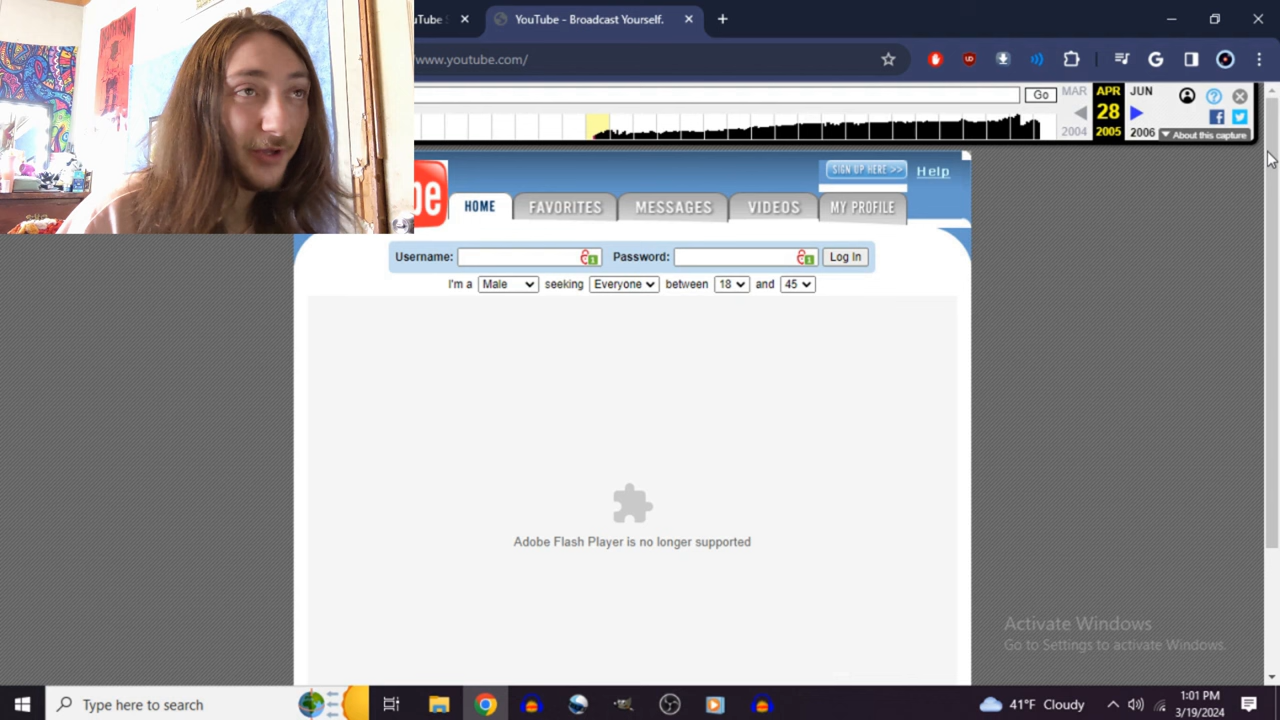 uTube
YouTube - Broadcast Yourself.
www.youtube.com/
Go
MAR
APR
JUN
28
2004
2005
2006
About this capture
be
SIGN UP HERE >>
Help
HOME
FAVORITES
MESSAGES
VIDEOS
MY PROFILE
Username:
Password:
Log In
I'm a Male seeking Everyone between 18 and 45
Adobe Flash Player is no longer supported
Activate Windows
Go to Settings to activate Windows.
Type here to search
41°F Cloudy
1:01 PM
3/19/2024